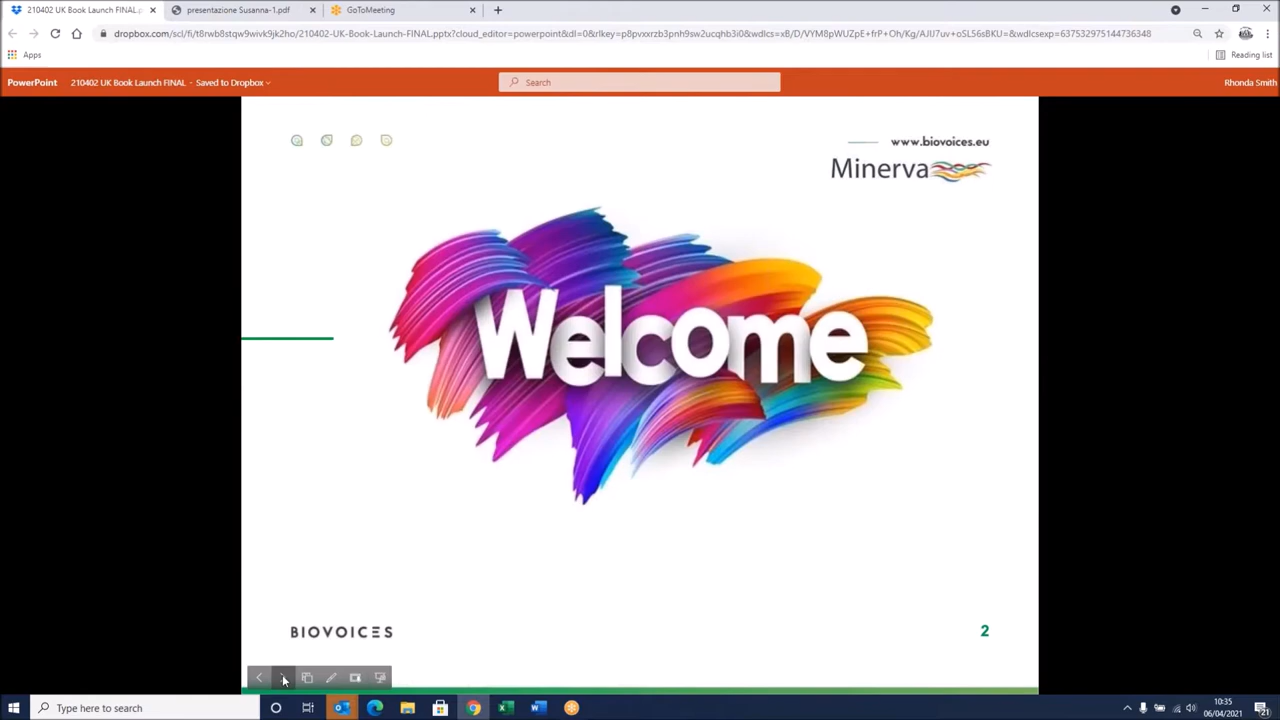 210402 UK Book Launch FINAL.p
presentazione Susanna-1.pdf
GoToMeeting
Apps
Reading list
PowerPoint
210402 UK Book Launch FINAL - Saved to Dropbox
Search
Rhonda Smith
www.biovoices.eu
Minerva
Welcome
BIOVOICES
2
Type here to search
10:35
06/04/2021